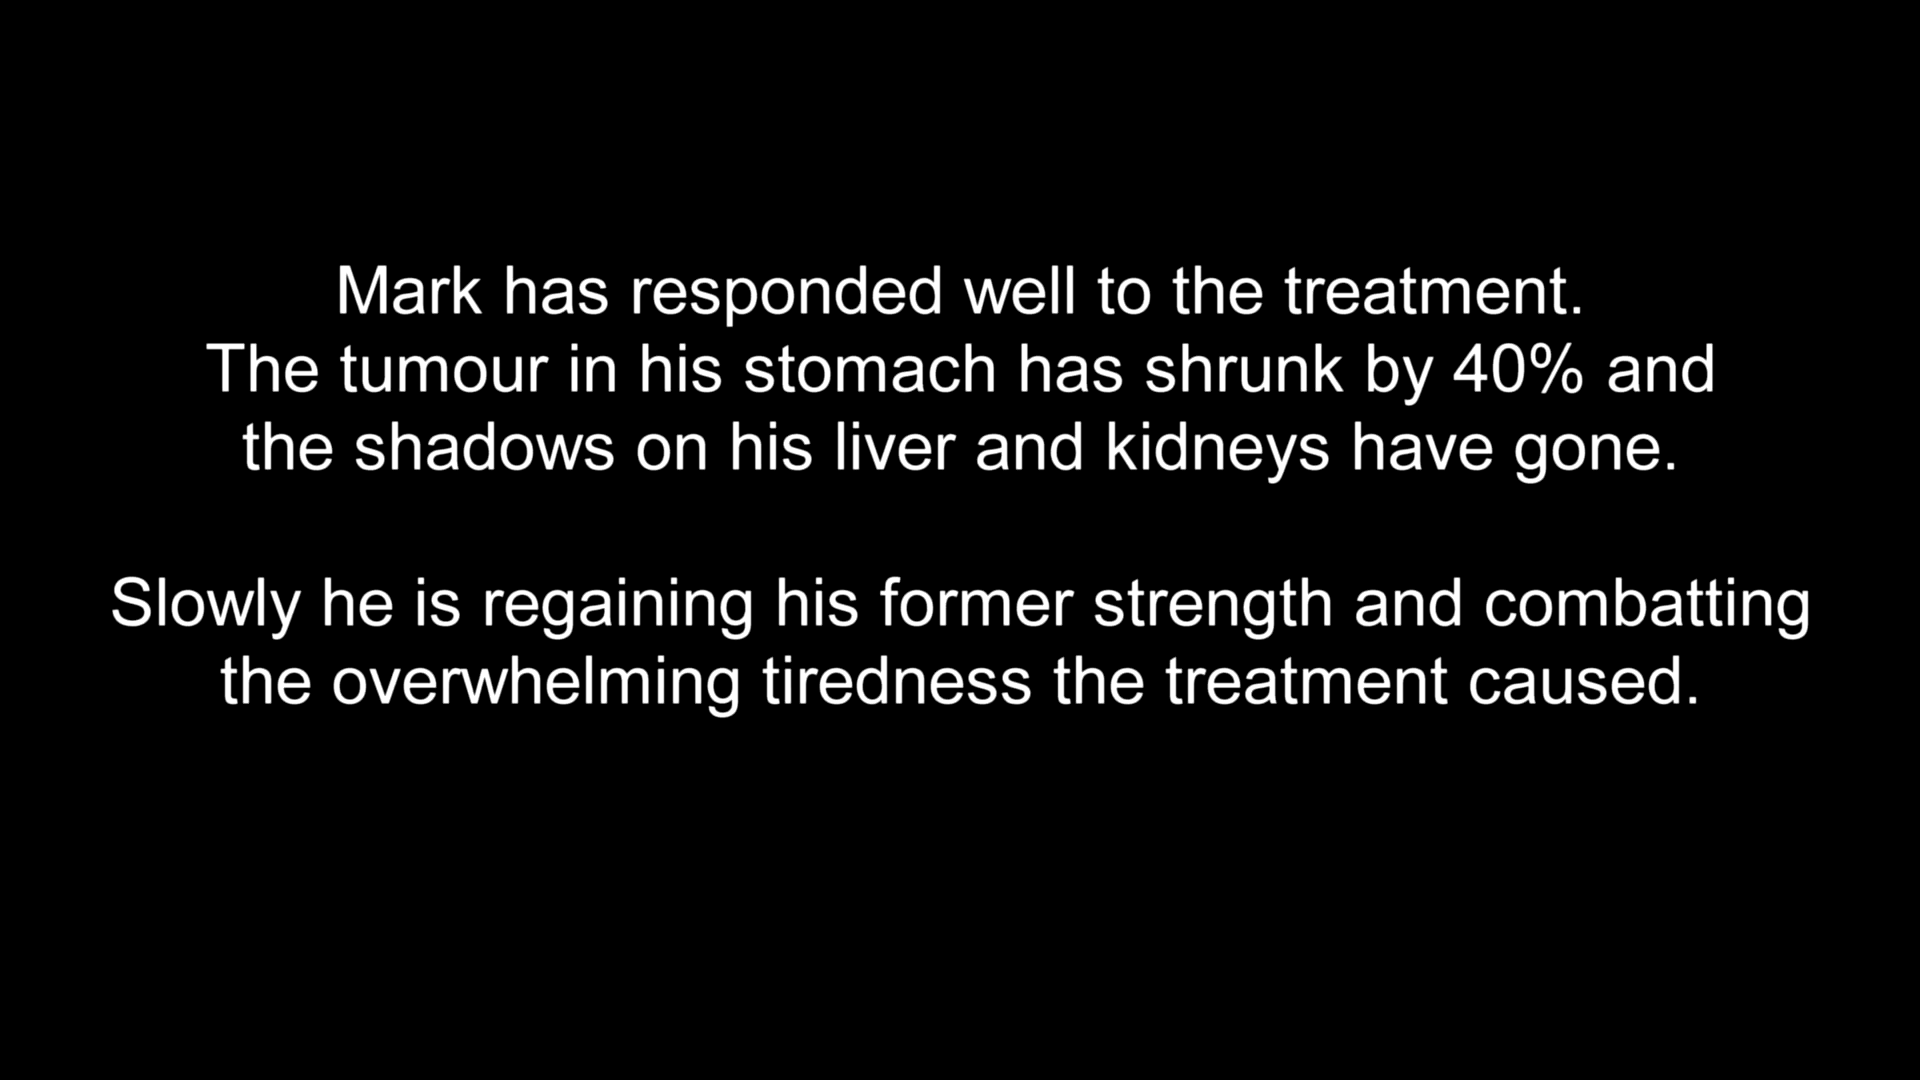 Mark has responded well to the treatment.
The tumour in his stomach has shrunk by 40% and
the shadows on his liver and kidneys have gone.
Slowly he is regaining his former strength and combatting
the overwhelming tiredness the treatment caused.